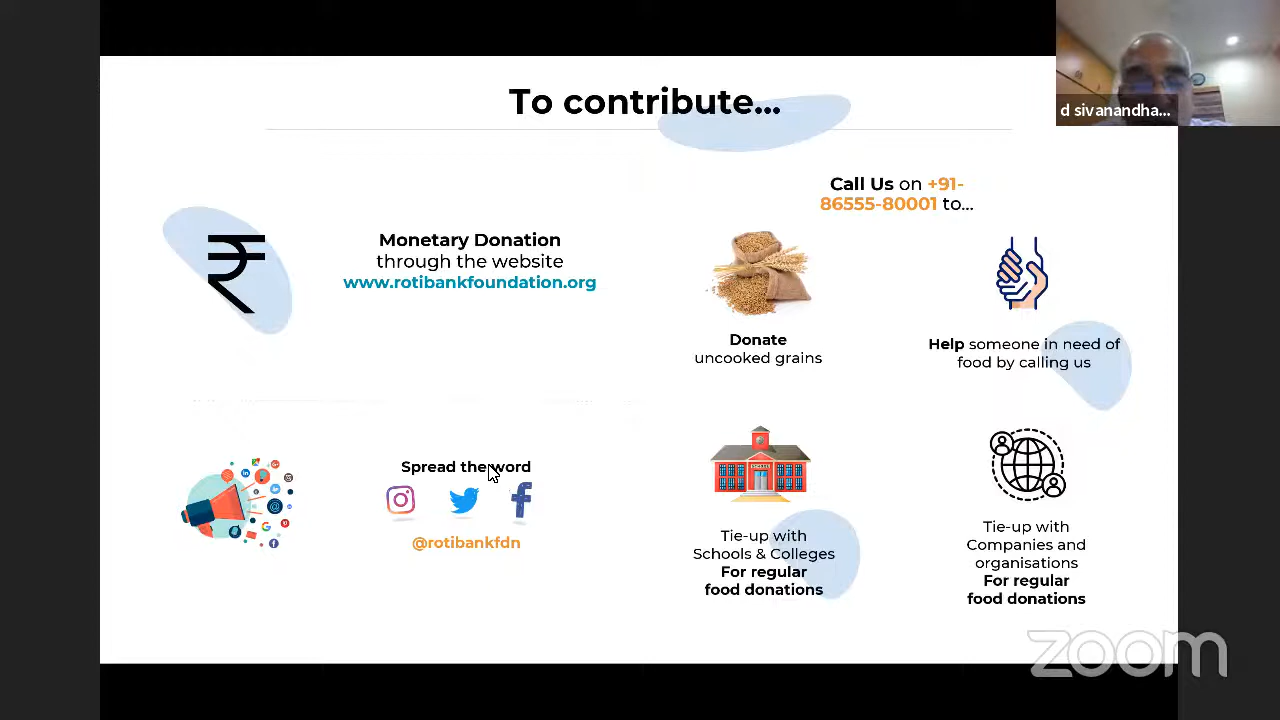 To contribute...
d sivanandha...
Call Us on +91-
86555-80001 to...
Monetary Donation
through the website
www.rotibankfoundation.org
Donate
uncooked grains
Help someone in need of
food by calling us
Spread the word
@rotibankfdn
SCHOOL
Tie-up with
Schools & Colleges
For regular
food donations
Tie-up with
Companies and
organisations
For regular
food donations
zoom